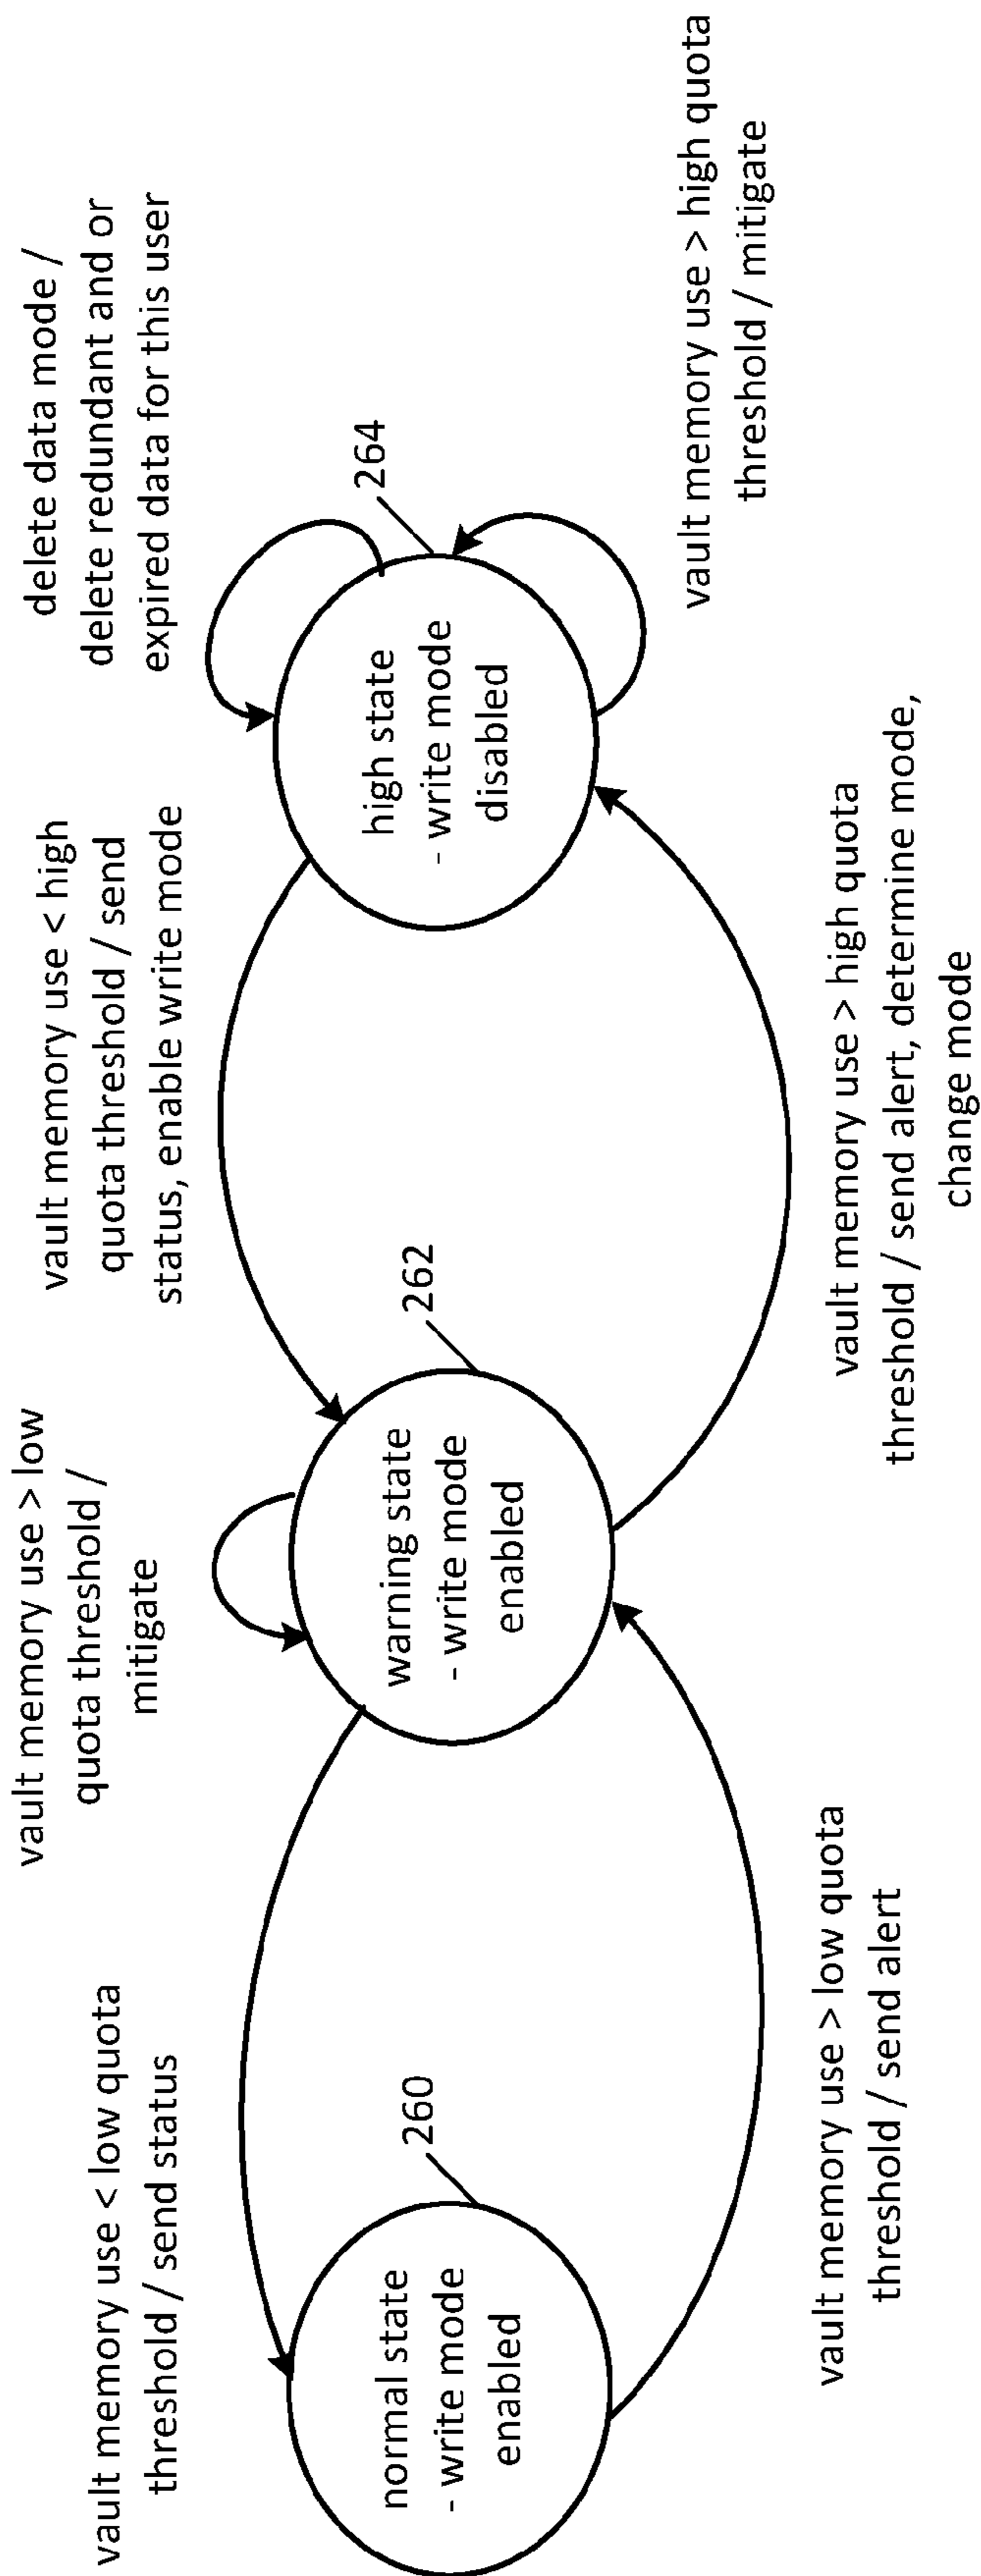 vault memory use < low quota
threshold / send status
vault memory use > low
quota threshold /
mitigate
vault memory use < high
quota threshold / send
status, enable write mode
delete data mode /
delete redundant and or
expired data for this user
260
normal state
- write mode
enabled
262
warning state
- write mode
enabled
264
high state
- write mode
disabled
vault memory use > low quota
threshold / send alert
vault memory use > high quota
threshold / send alert, determine mode,
change mode
vault memory use > high quota
threshold / mitigate